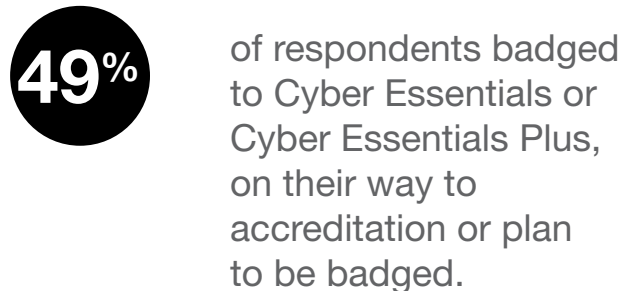 49%
of respondents badged
to Cyber Essentials or
Cyber Essentials Plus,
on their way to
accreditation or plan
to be badged.